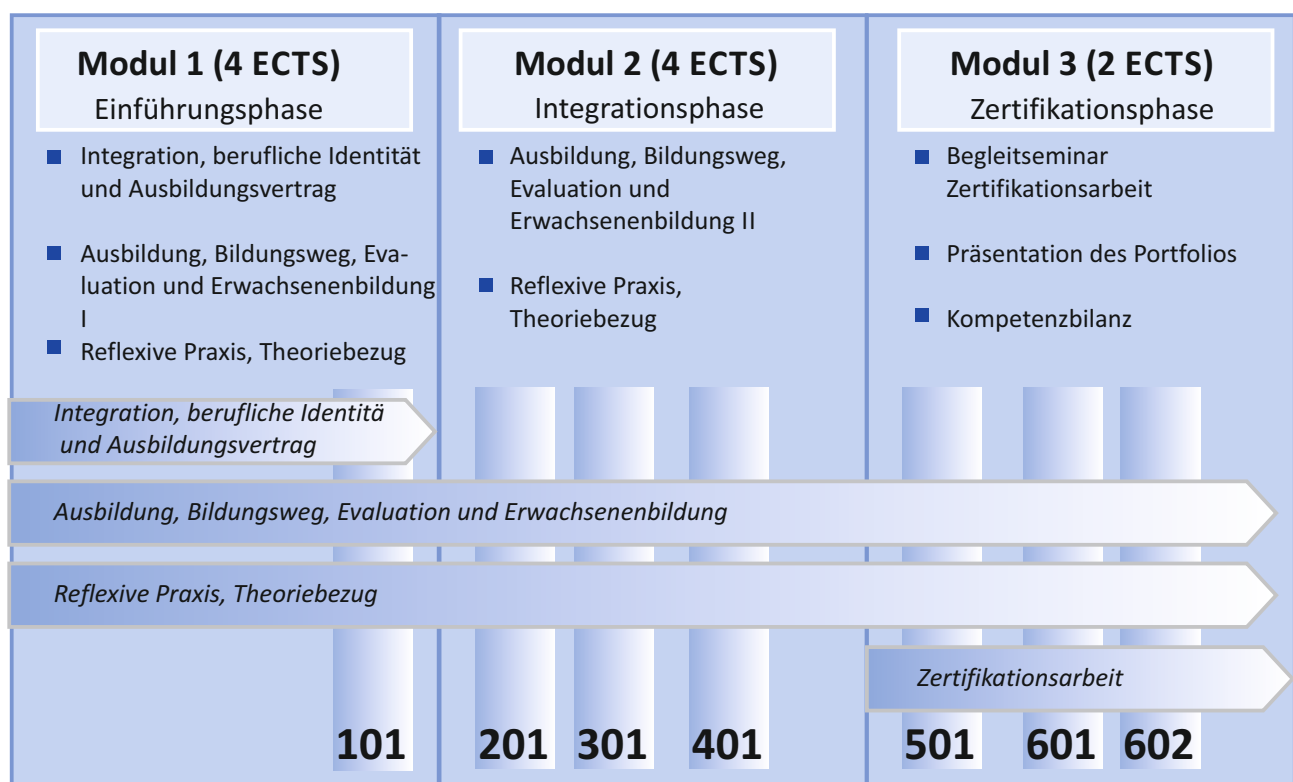 Modul 1 (4 ECTS)
Einführungsphase
Integration, berufliche Identität
und Ausbildungsvertrag
Ausbildung, Bildungsweg, Eva-
luation und Erwachsenenbildung
I
Reflexive Praxis, Theoriebezug
Modul 2 (4 ECTS)
Integrationsphase
Ausbildung, Bildungsweg,
Evaluation und
Erwachsenenbildung II
Reflexive Praxis,
Theoriebezug
Modul 3 (2 ECTS)
Zertifikationsphase
Begleitseminar
Zertifikationsarbeit
Präsentation des Portfolios
Kompetenzbilanz
Integration, berufliche Identitä
und Ausbildungsvertrag
Ausbildung, Bildungsweg, Evaluation und Erwachsenenbildung
Reflexive Praxis, Theoriebezug
Zertifikationsarbeit
101 201 301 401 501 601 602